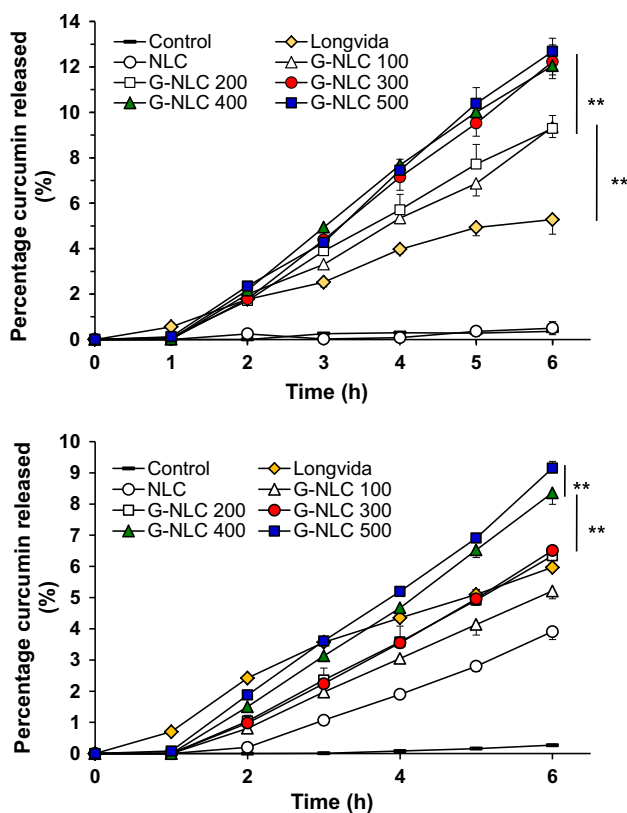 14
12
10
8
6
4
2
0
Percentage curcumin released
(%)
Control Longvida
NLC G-NLC 100
G-NLC 200 G-NLC 300
G-NLC 400 G-NLC 500
**
**
0 1 2 3 4 5 6
Time (h)
10
9
8
7
6
5
4
3
2
1
0
Percentage curcumin released
(%)
Control Longvida
NLC G-NLC 100
G-NLC 200 G-NLC 300
G-NLC 400 G-NLC 500
**
**
0 2 4 6
Time (h)